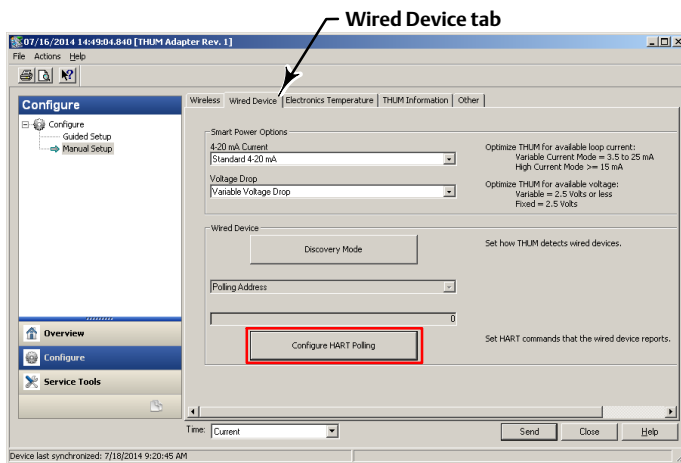 Wired Device tab
07/16/2014 14:49:04.840 [THUM Adapter Rev. 1]
File Actions Help
Configure
Configure
Guided Setup
Manual Setup
Overview
Configure
Service Tools
Wireless Wired Device Electronics Temperature THUM Information Other
Smart Power Options
4-20 mA Current
Standard 4-20 mA
Optimize THUM for available loop current:
Variable Current Mode = 3.5 to 25 mA
High Current Mode >= 15 mA
Voltage Drop
Variable Voltage Drop
Optimize THUM for available voltage:
Variable = 2.5 Volts or less
Fixed = 2.5 Volts
Wired Device
Discovery Mode
Set how THUM detects wired devices.
Polling Address
0
Configure HART Polling
Set HART commands that the wired device reports.
Time: Current
Send Close Help
Device last synchronized: 7/18/2014 9:20:45 AM